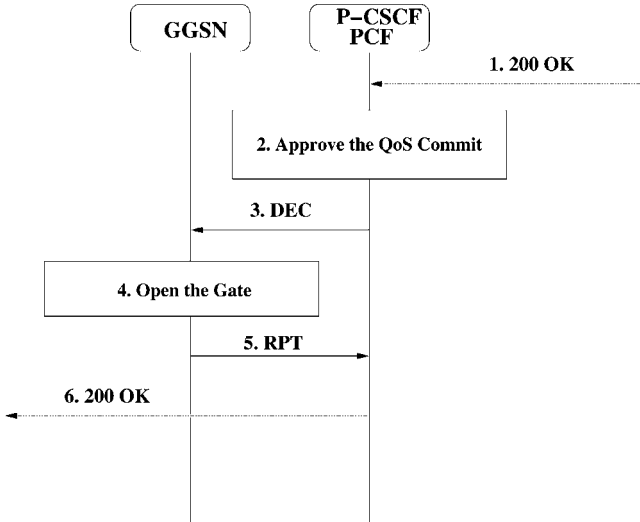 GGSN
P-CSCF
PCF
1. 200 OK
2. Approve the QoS Commit
3. DEC
4. Open the Gate
5. RPT
6. 200 OK